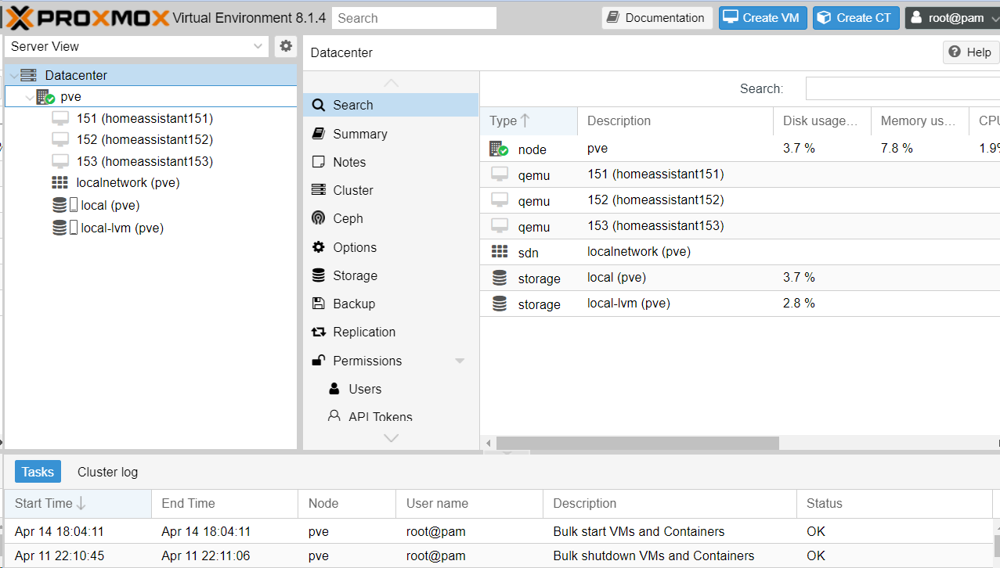 PROXMOX Virtual Environment 8.1.4 Search Documentation Create VM Create CT root@pam
Server View
Datacenter
pve
151 (homeassistant151)
152 (homeassistant152)
153 (homeassistant153)
localnetwork (pve)
local (pve)
local-lvm (pve)
Datacenter Help
Search
Summary
Notes
Cluster
Ceph
Options
Storage
Backup
Replication
Permissions
Users
API Tokens
Search:
Type Description Disk usage... Memory us... CPU
node pve 3.7 % 7.8 % 1.9%
qemu 151 (homeassistant151)
qemu 152 (homeassistant152)
qemu 153 (homeassistant153)
sdn localnetwork (pve)
storage local (pve) 3.7 %
storage local-lvm (pve) 2.8 %
Tasks Cluster log
Start Time End Time Node User name Description Status
Apr 14 18:04:11 Apr 14 18:04:11 pve root@pam Bulk start VMs and Containers OK
Apr 11 22:10:45 Apr 11 22:11:06 pve root@pam Bulk shutdown VMs and Containers OK